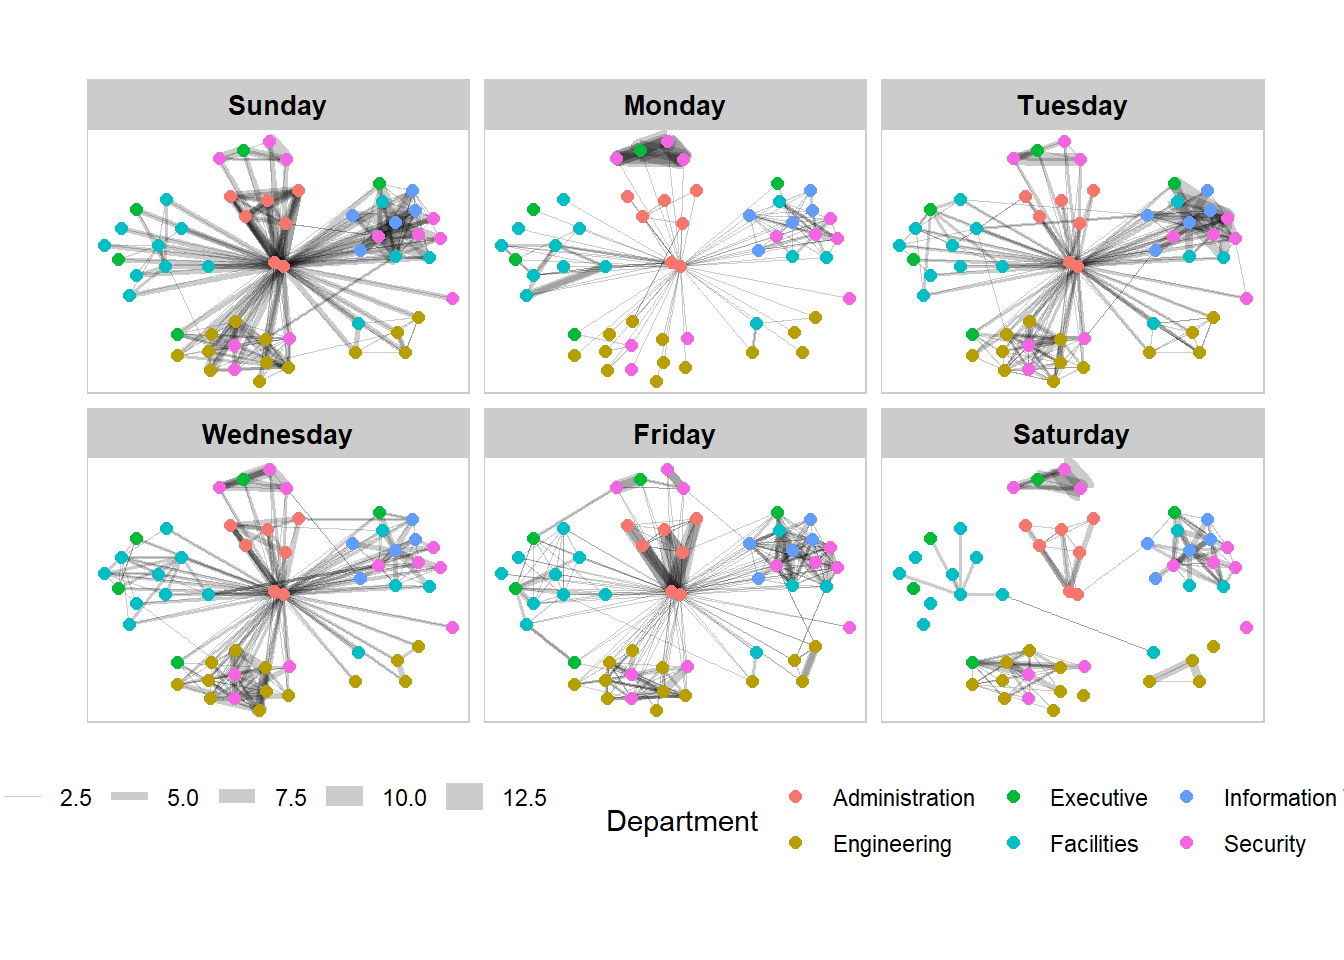 Sunday
Monday
Tuesday
Wednesday
Friday
Saturday
2.5 5.0 7.5 10.0 12.5
Department
Administration Executive Information
Engineering Facilities Security